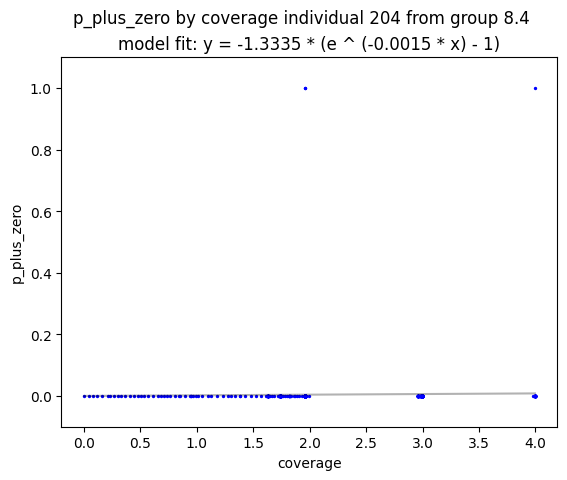 p_plus_zero by coverage individual 204 from group 8.4
model fit: y = -1.3335 * (e ^ (-0.0015 * x) - 1)
1.0
0.8
0.6
0.4
0.2
0.0
p_plus_zero
0.0 0.5 1.0 1.5 2.0 2.5 3.0 3.5 4.0
coverage